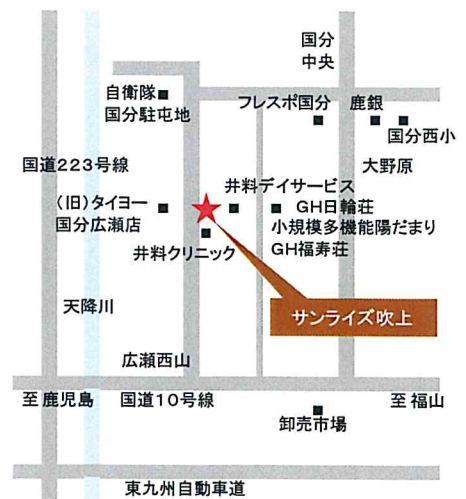 国分
中央
自衛隊
国分駐屯地
フレスポ国分
鹿銀
国分西小
国道223号線
大野原
(旧)タイヨー
国分広瀬店
井料デイサービス
GH日輪荘
小規模多機能陽だまり
GH福寿荘
井料クリニック
天降川
サンライズ吹上
広瀬西山
至鹿児島
国道10号線
至福山
卸売市場
東九州自動車道